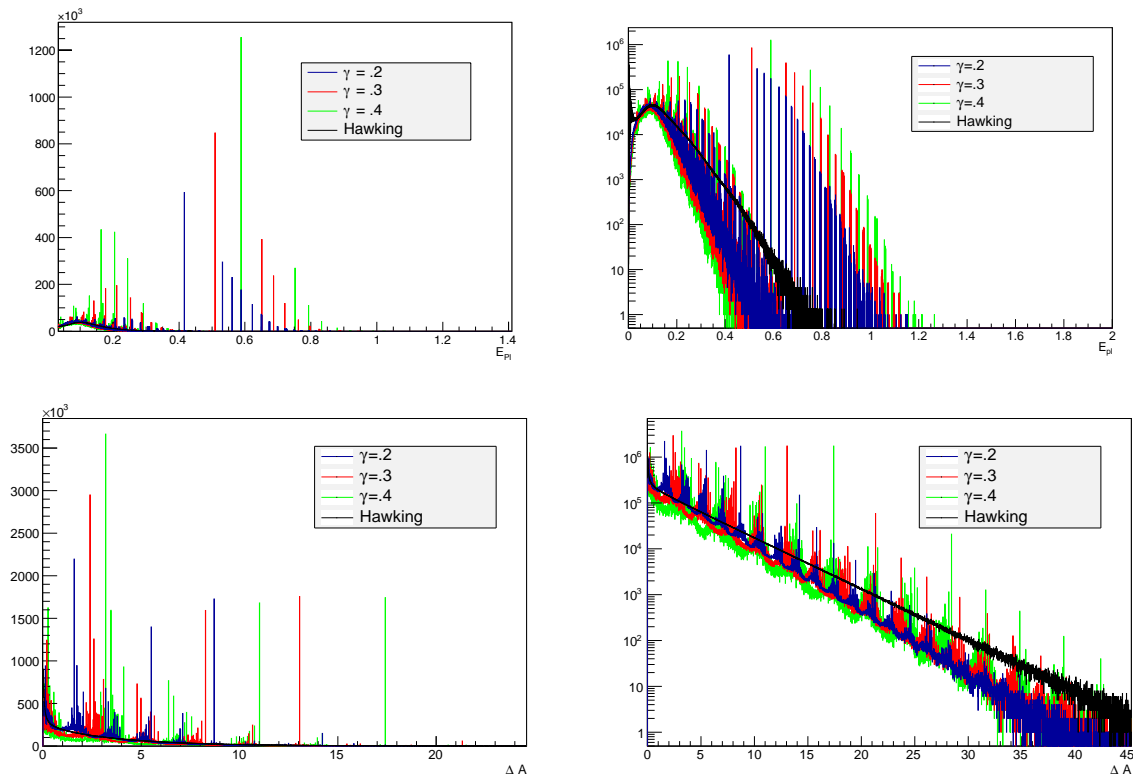 ×10³
1200
1000
800
600
400
200
0
γ = .2
γ = .3
γ = .4
Hawking
0.2 0.4 0.6 0.8 1 1.2 1.4
E_Pl
10⁶
10⁵
10⁴
10³
10²
10
1
γ=.2
γ=.3
γ=.4
Hawking
0 0.2 0.4 0.6 0.8 1 1.2 1.4 1.6 1.8 2
E_pl
×10³
3500
3000
2500
2000
1500
1000
500
0
γ=.2
γ=.3
γ=.4
Hawking
0 5 10 15 20
Δ A
10⁶
10⁵
10⁴
10³
10²
10
1
γ=.2
γ=.3
γ=.4
Hawking
0 5 10 15 20 25 30 35 40 45
Δ A